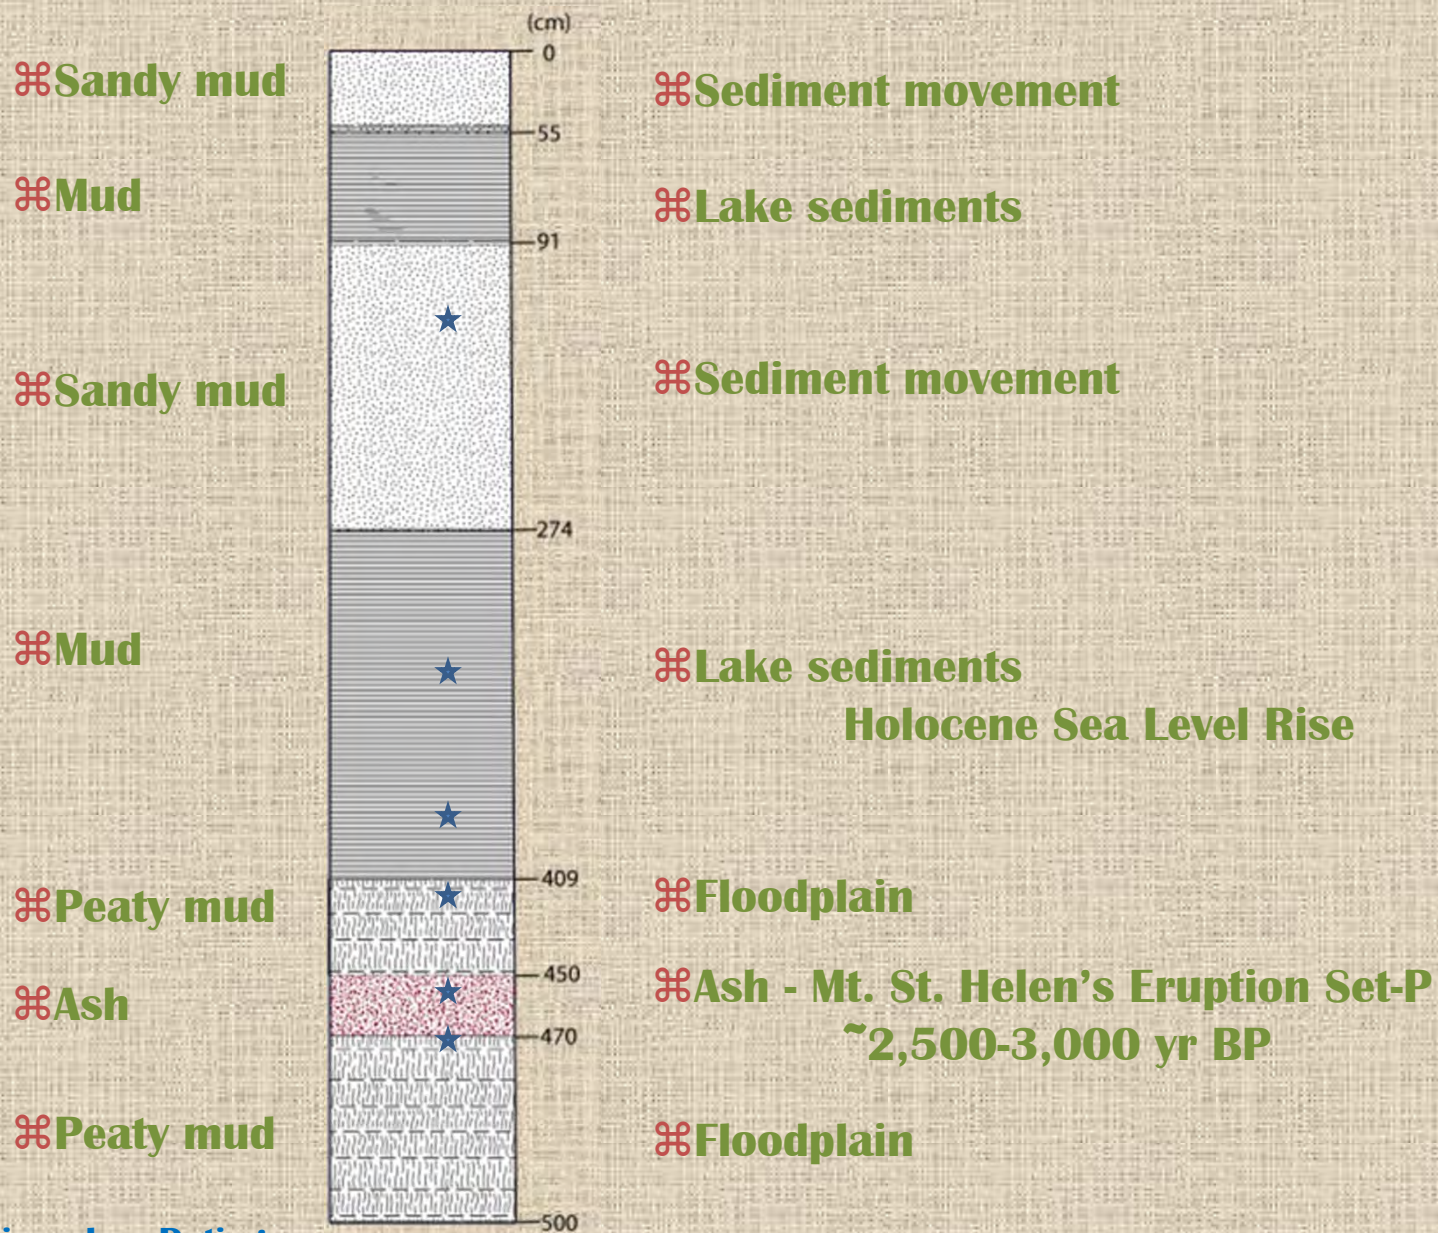 (cm)
0
⌘Sandy mud
⌘Sediment movement
55
⌘Mud
⌘Lake sediments
91
⌘Sandy mud
⌘Sediment movement
274
⌘Mud
⌘Lake sediments
Holocene Sea Level Rise
409
⌘Peaty mud
⌘Floodplain
450
⌘Ash
⌘Ash - Mt. St. Helen’s Eruption Set-P
~2,500-3,000 yr BP
470
⌘Peaty mud
⌘Floodplain
500